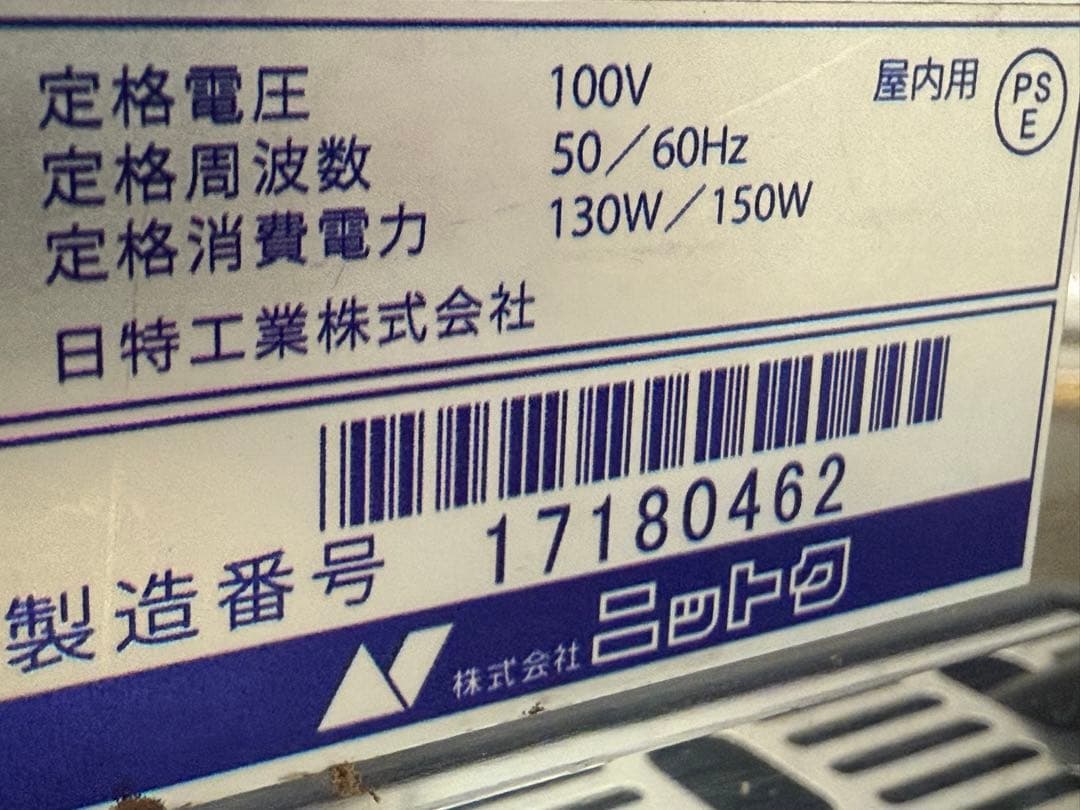 定格電圧 100V 屋内用 PSE
定格周波数 50／60Hz
定格消費電力 130W／150W
日特工業株式会社
製造番号 17180462
株式会社ニットク